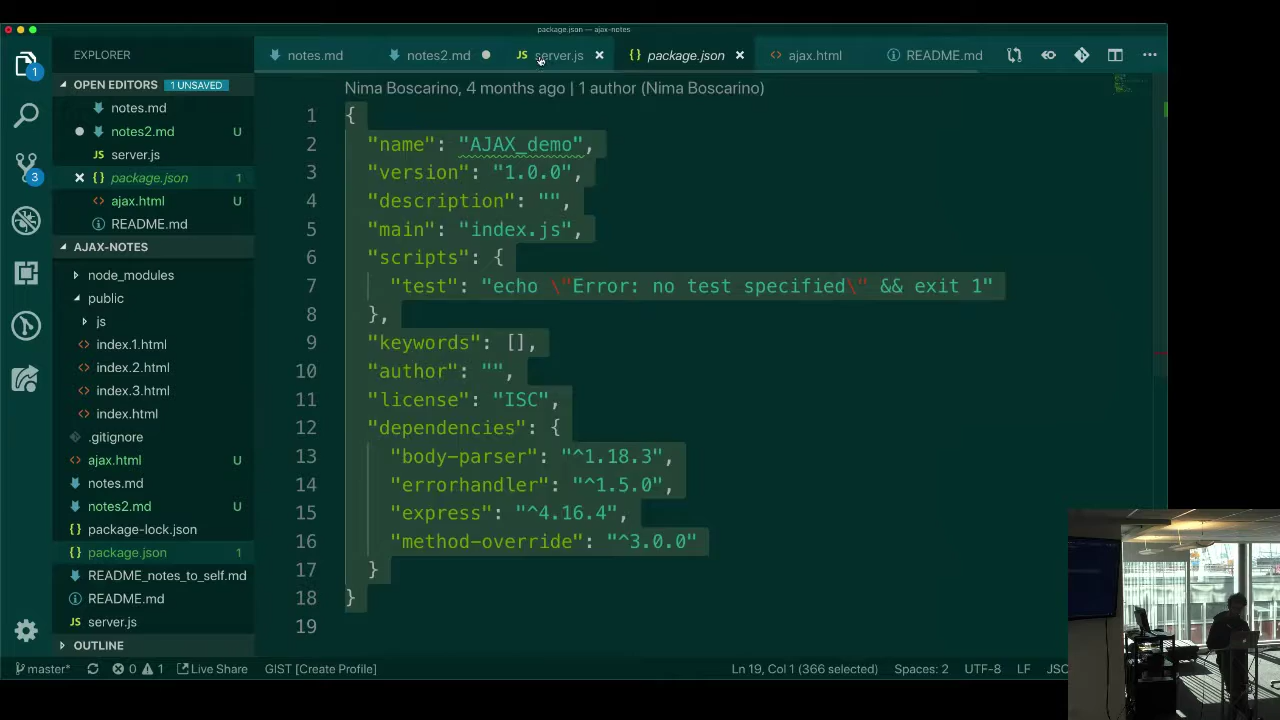 package.json — ajax-notes
EXPLORER
notes.md
notes2.md
JS server.js
{} package.json
<> ajax.html
README.md
OPEN EDITORS 1 UNSAVED
notes.md
notes2.md U
JS server.js
{} package.json 1
<> ajax.html U
README.md
AJAX-NOTES
node_modules
public
js
<> index.1.html
<> index.2.html
<> index.3.html
<> index.html
.gitignore
<> ajax.html U
notes.md
notes2.md U
{} package-lock.json
{} package.json 1
README_notes_to_self.md
README.md
JS server.js
OUTLINE
1
3
Nima Boscarino, 4 months ago | 1 author (Nima Boscarino)
1 {
2 "name": "AJAX_demo",
3 "version": "1.0.0",
4 "description": "",
5 "main": "index.js",
6 "scripts": {
7 "test": "echo \"Error: no test specified\" && exit 1"
8 },
9 "keywords": [],
10 "author": "",
11 "license": "ISC",
12 "dependencies": {
13 "body-parser": "^1.18.3",
14 "errorhandler": "^1.5.0",
15 "express": "^4.16.4",
16 "method-override": "^3.0.0"
17 }
18 }
19
master* 0 1 Live Share GIST [Create Profile] Ln 19, Col 1 (366 selected) Spaces: 2 UTF-8 LF JSC